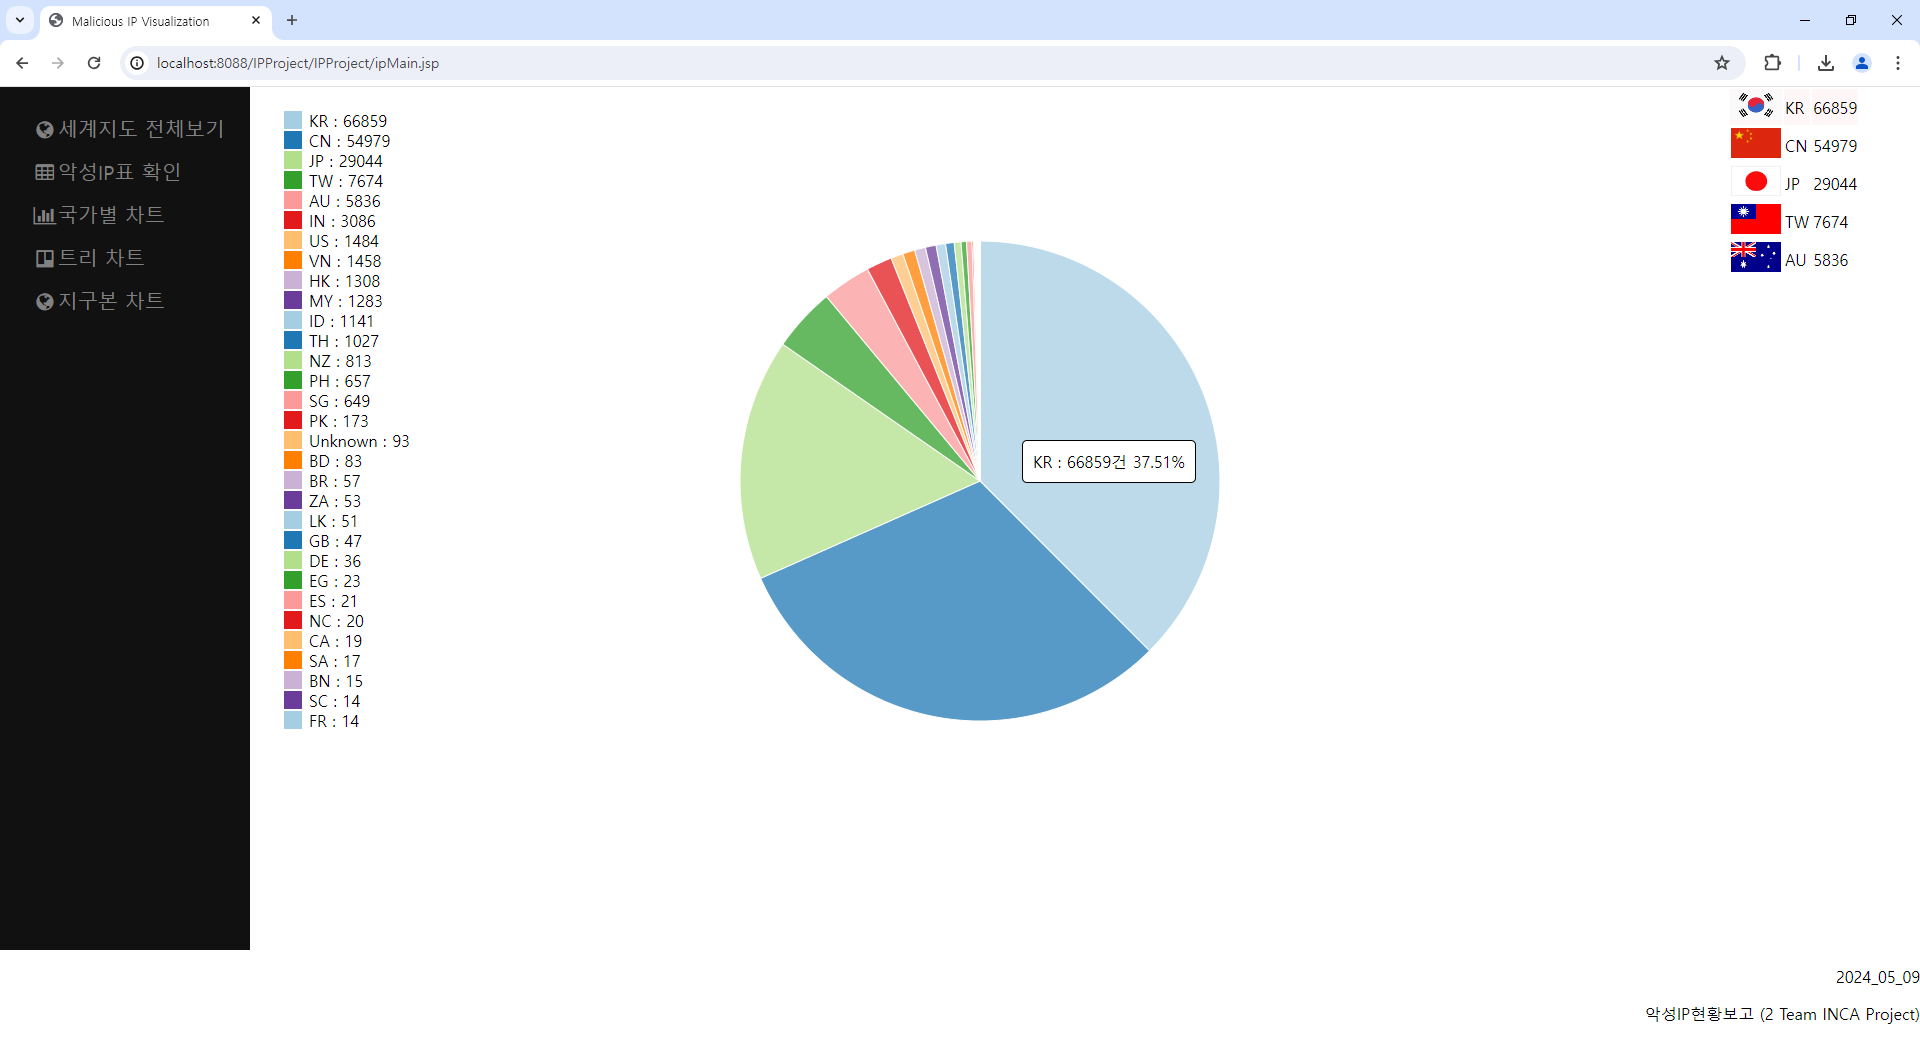 Malicious IP Visualization
localhost:8088/IPProject/IPProject/ipMain.jsp
세계지도 전체보기
악성IP표 확인
국가별 차트
트리 차트
지구본 차트
KR : 66859
CN : 54979
JP : 29044
TW : 7674
AU : 5836
IN : 3086
US : 1484
VN : 1458
HK : 1308
MY : 1283
ID : 1141
TH : 1027
NZ : 813
PH : 657
SG : 649
PK : 173
Unknown : 93
BD : 83
BR : 57
ZA : 53
LK : 51
GB : 47
DE : 36
EG : 23
ES : 21
NC : 20
CA : 19
SA : 17
BN : 15
SC : 14
FR : 14
KR : 66859건 37.51%
KR 66859
CN 54979
JP 29044
TW 7674
AU 5836
2024_05_09
악성IP현황보고 (2 Team INCA Project)